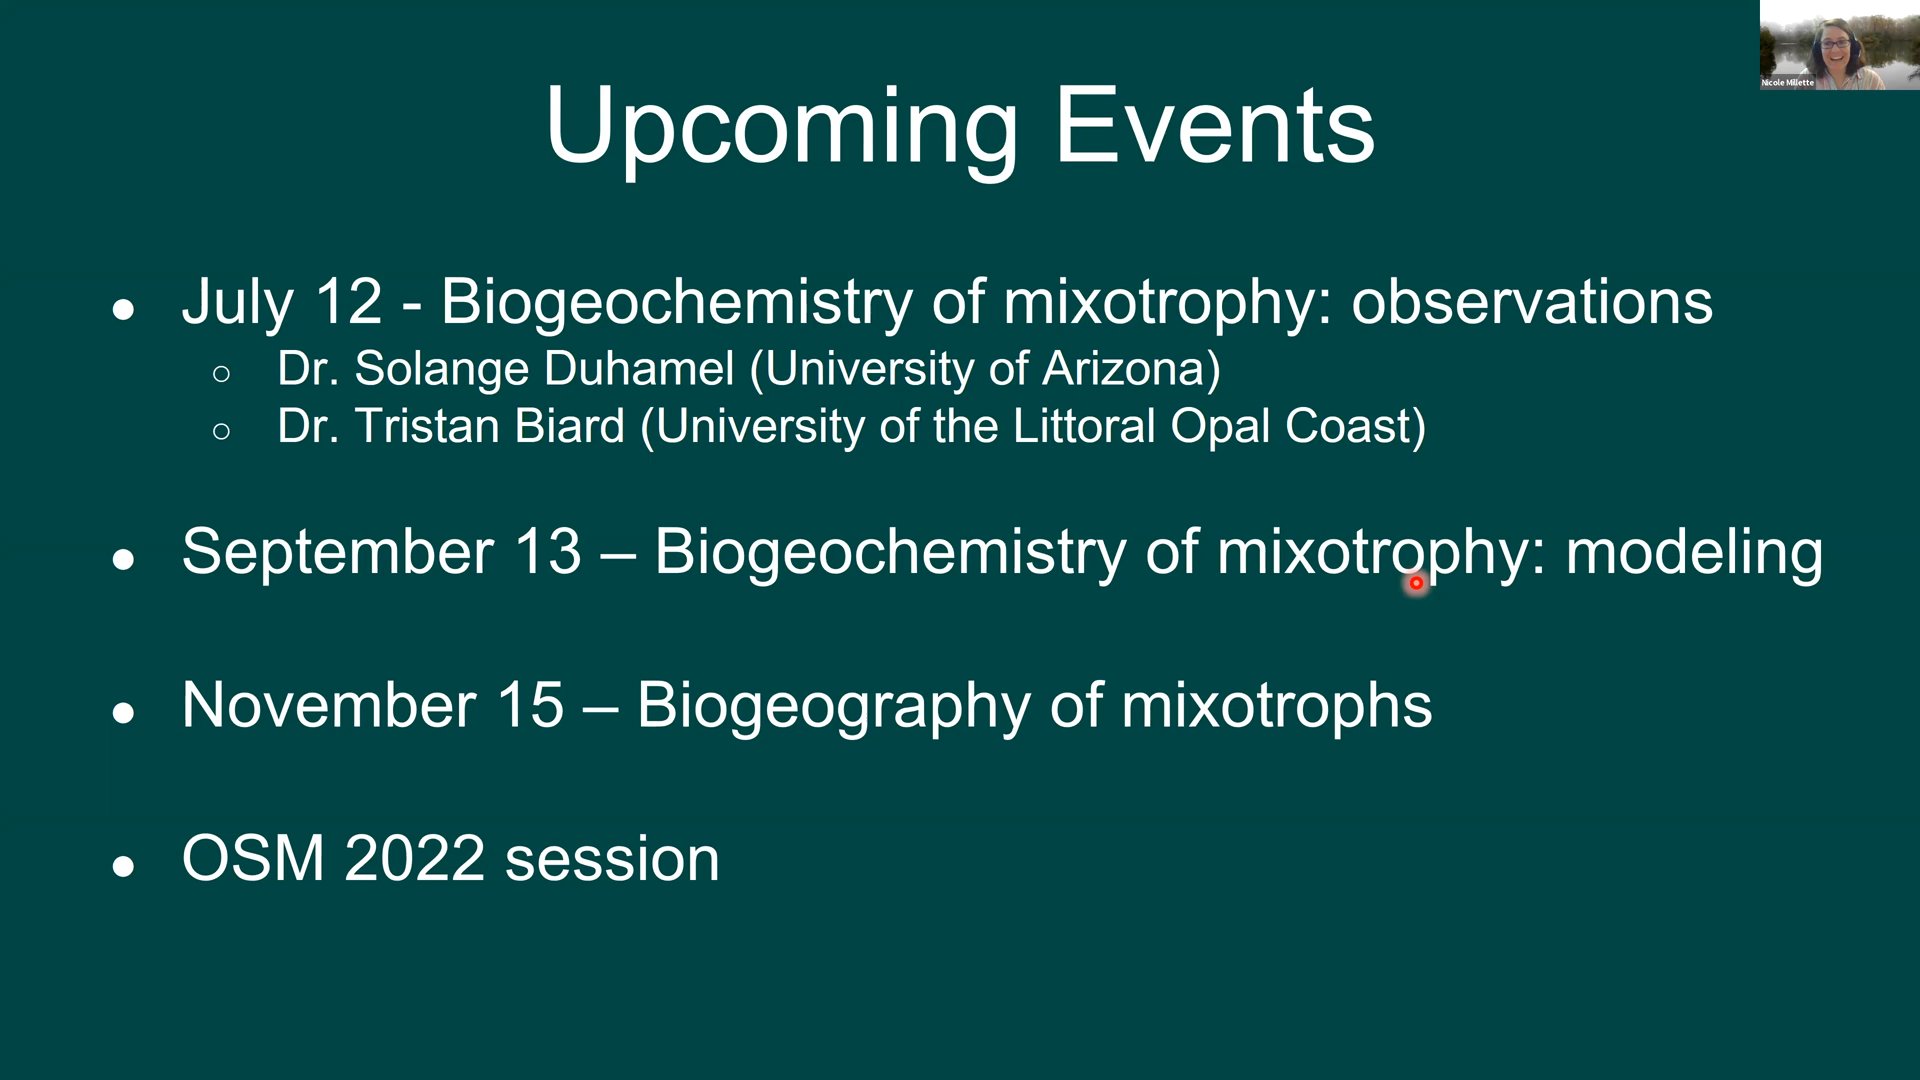 Nicole Millette
Upcoming Events
● July 12 - Biogeochemistry of mixotrophy: observations
○ Dr. Solange Duhamel (University of Arizona)
○ Dr. Tristan Biard (University of the Littoral Opal Coast)
● September 13 – Biogeochemistry of mixotrophy: modeling
● November 15 – Biogeography of mixotrophs
● OSM 2022 session